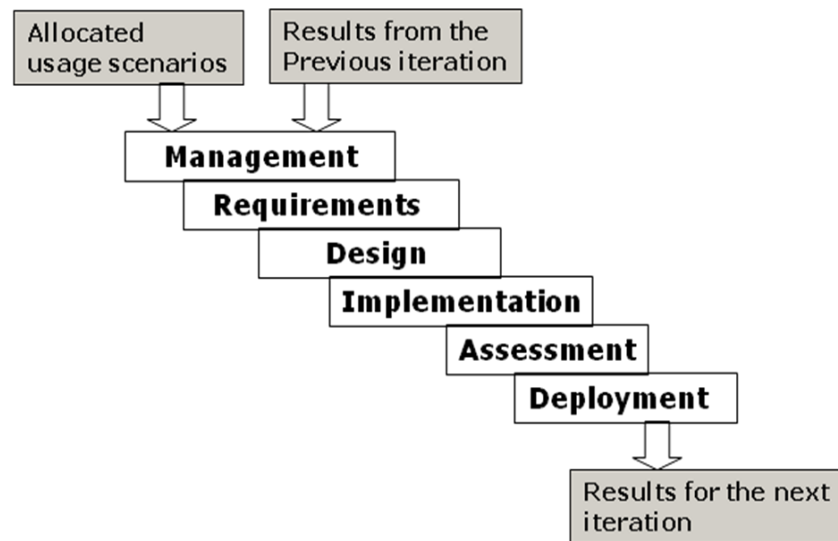 Allocated
usage scenarios
Results from the
Previous iteration
Management
Requirements
Design
Implementation
Assessment
Deployment
Results for the next
iteration